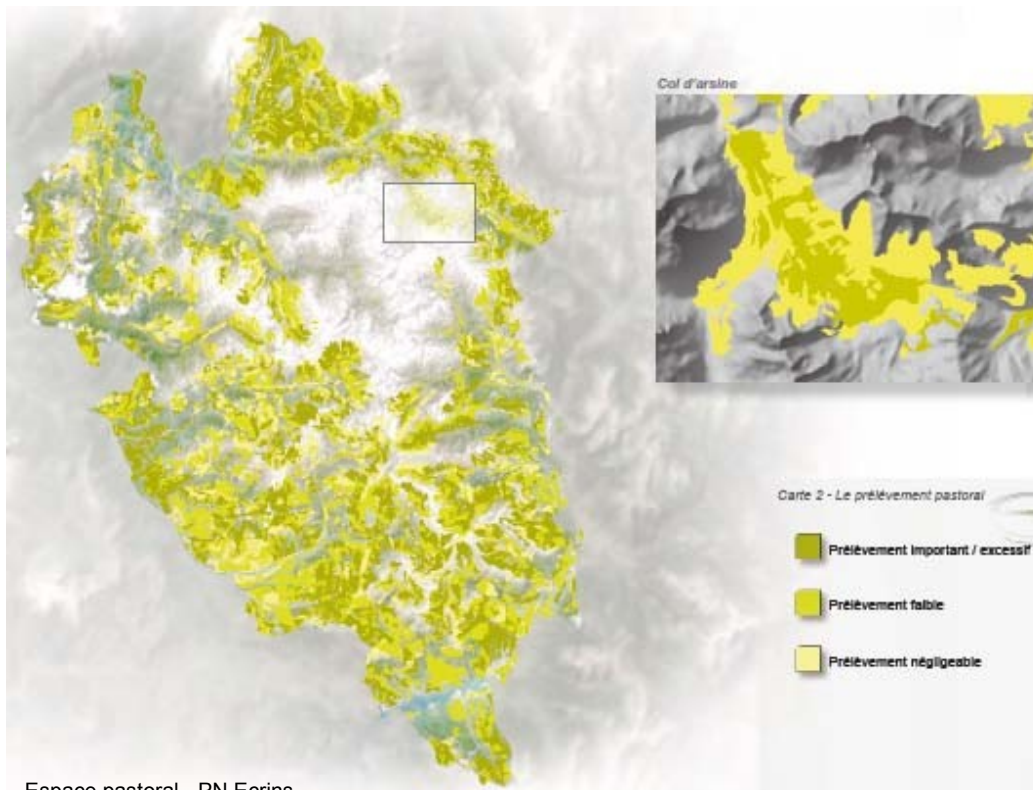 Col d'arsine
Carte 2 - Le prélèvement pastoral
Prélèvement important / excessif
Prélèvement faible
Prélèvement négligeable
Espace pastoral - PN Ecrins